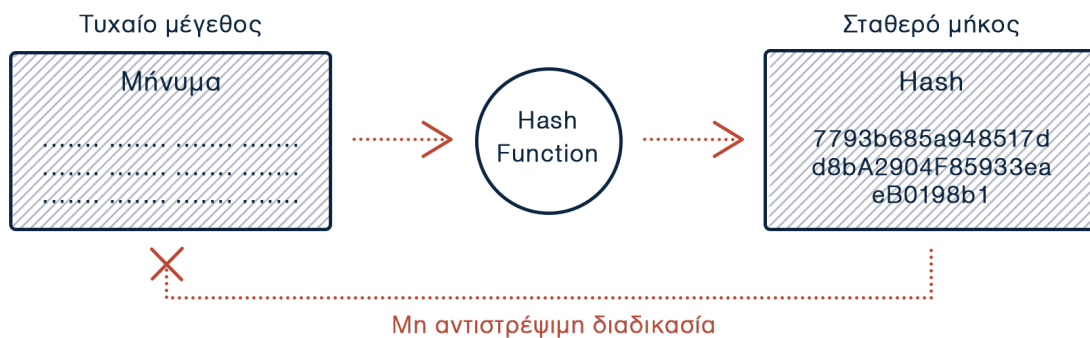 Τυχαίο μέγεθος
Μήνυμα
....... ....... ....... .......
....... ....... ....... .......
....... ....... ....... .......
Hash
Function
Σταθερό μήκος
Hash
7793b685a948517d
d8bA2904F85933ea
eB0198b1
Μη αντιστρέψιμη διαδικασία